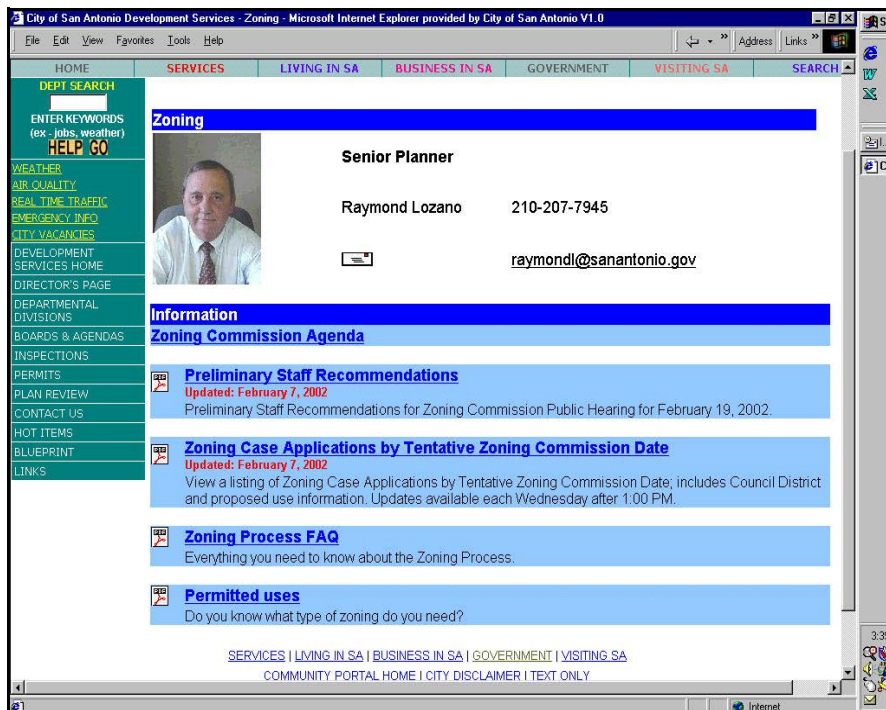 City of San Antonio Development Services - Zoning - Microsoft Internet Explorer provided by City of San Antonio V1.0
File Edit View Favorites Tools Help
Address Links »
HOME SERVICES LIVING IN SA BUSINESS IN SA GOVERNMENT VISITING SA SEARCH
DEPT SEARCH
ENTER KEYWORDS
(ex - jobs, weather)
HELP GO
WEATHER
AIR QUALITY
REAL TIME TRAFFIC
EMERGENCY INFO
CITY VACANCIES
DEVELOPMENT
SERVICES HOME
DIRECTOR'S PAGE
DEPARTMENTAL
DIVISIONS
BOARDS & AGENDAS
INSPECTIONS
PERMITS
PLAN REVIEW
CONTACT US
HOT ITEMS
BLUEPRINT
LINKS
Zoning
Senior Planner
Raymond Lozano 210-207-7945
raymondl@sanantonio.gov
Information
Zoning Commission Agenda
Preliminary Staff Recommendations
Updated: February 7, 2002
Preliminary Staff Recommendations for Zoning Commission Public Hearing for February 19, 2002.
Zoning Case Applications by Tentative Zoning Commission Date
Updated: February 7, 2002
View a listing of Zoning Case Applications by Tentative Zoning Commission Date; includes Council District
and proposed use information. Updates available each Wednesday after 1:00 PM.
Zoning Process FAQ
Everything you need to know about the Zoning Process.
Permitted uses
Do you know what type of zoning do you need?
SERVICES | LIVING IN SA | BUSINESS IN SA | GOVERNMENT | VISITING SA
COMMUNITY PORTAL HOME | CITY DISCLAIMER | TEXT ONLY
Internet